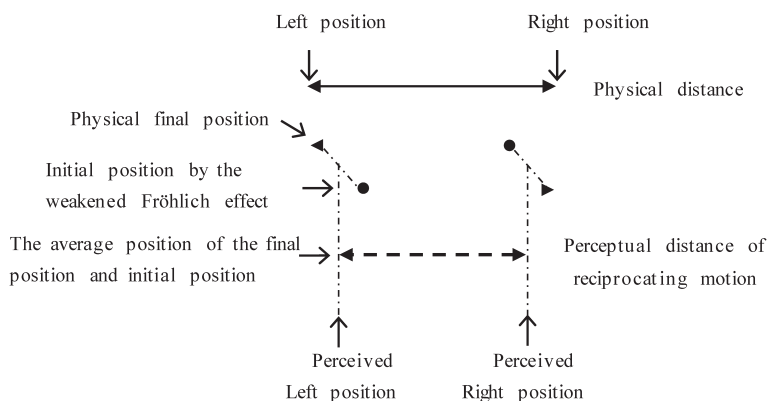 Left position
Right position
Physical distance
Physical final position
Initial position by the
weakened Fröhlich effect
The average position of the final
position and initial position
Perceptual distance of
reciprocating motion
Perceived
Left position
Perceived
Right position